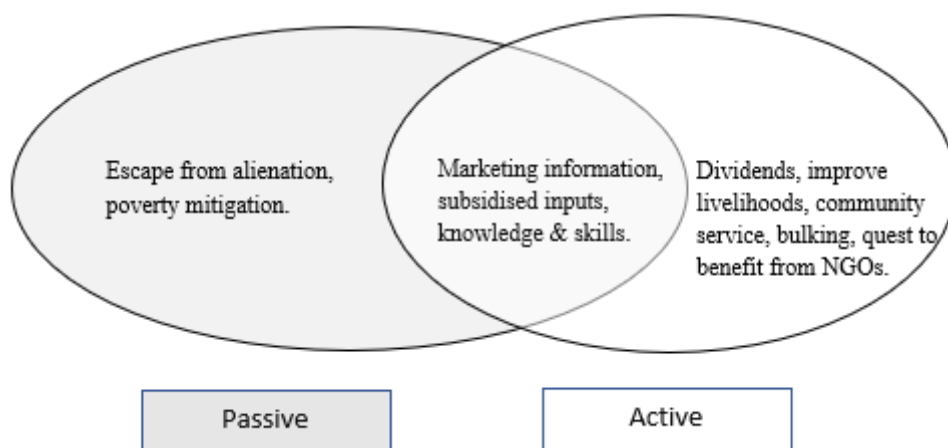 Escape from alienation,
poverty mitigation.
Marketing information,
subsidised inputs,
knowledge & skills.
Dividends, improve
livelihoods, community
service, bulking, quest to
benefit from NGOs.
Passive
Active